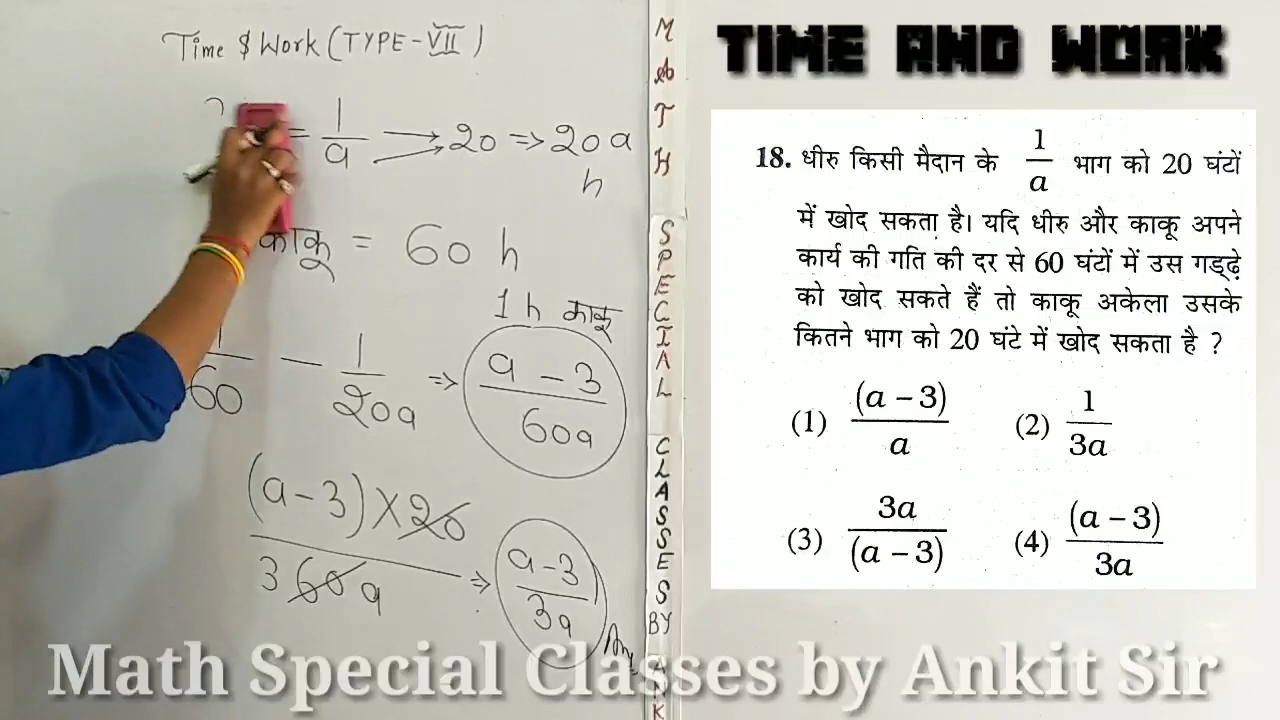 Time & Work (TYPE-VII)
= 1/a → 20 ⇒ 20a
h
काकू = 60 h
1 h काकू
1/60 - 1/20a ⇒ a-3/60a
(a-3)×20/3 60a ⇒ a-3/3a
Ans
MATH SPECIAL CLASSES BY
TIME AND WORK
18. धीरु किसी मैदान के 1/a भाग को 20 घंटों
में खोद सकता है। यदि धीरु और काकू अपने
कार्य की गति की दर से 60 घंटों में उस गड्ढ़े
को खोद सकते हैं तो काकू अकेला उसके
कितने भाग को 20 घंटे में खोद सकता है ?
(1) (a-3)/a (2) 1/3a
(3) 3a/(a-3) (4) (a-3)/3a
Math Special Classes by Ankit Sir